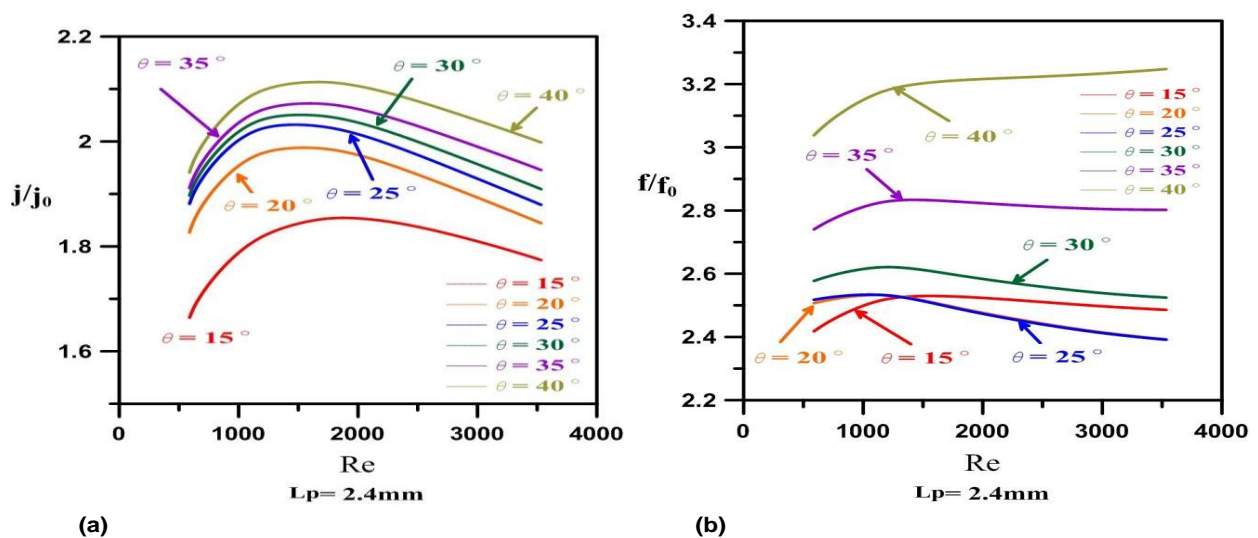 2.2
2
1.8
1.6
j/j₀
θ = 35 °
θ = 30 °
θ = 40 °
θ = 25 °
θ = 20 °
θ = 15 °
θ = 15 °
θ = 20 °
θ = 25 °
θ = 30 °
θ = 35 °
θ = 40 °
0 1000 2000 3000 4000
Re
Lp= 2.4mm
(a)
3.4
3.2
3
2.8
2.6
2.4
2.2
f/f₀
θ = 15 °
θ = 20 °
θ = 25 °
θ = 30 °
θ = 35 °
θ = 40 °
θ = 40 °
θ = 35 °
θ = 30 °
θ = 20 °
θ = 15 °
θ = 25 °
0 1000 2000 3000 4000
Re
Lp= 2.4mm
(b)